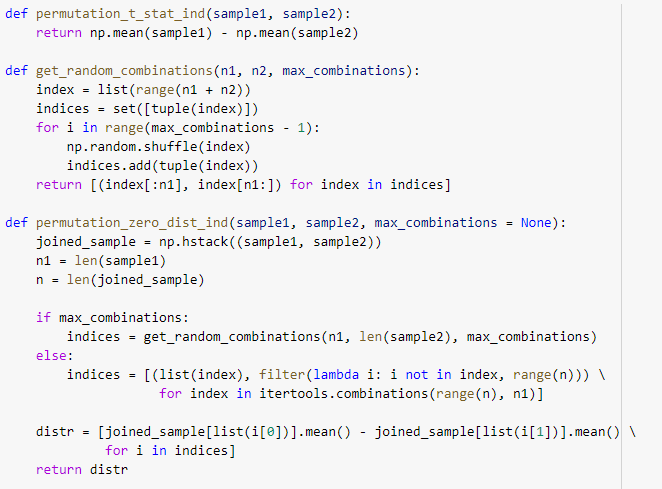 def permutation_t_stat_ind(sample1, sample2):
    return np.mean(sample1) - np.mean(sample2)

def get_random_combinations(n1, n2, max_combinations):
    index = list(range(n1 + n2))
    indices = set([tuple(index)])
    for i in range(max_combinations - 1):
        np.random.shuffle(index)
        indices.add(tuple(index))
    return [(index[:n1], index[n1:]) for index in indices]

def permutation_zero_dist_ind(sample1, sample2, max_combinations = None):
    joined_sample = np.hstack((sample1, sample2))
    n1 = len(sample1)
    n = len(joined_sample)

    if max_combinations:
        indices = get_random_combinations(n1, len(sample2), max_combinations)
    else:
        indices = [(list(index), filter(lambda i: i not in index, range(n))) \
                    for index in itertools.combinations(range(n), n1)]

    distr = [joined_sample[list(i[0])].mean() - joined_sample[list(i[1])].mean() \
             for i in indices]
    return distr